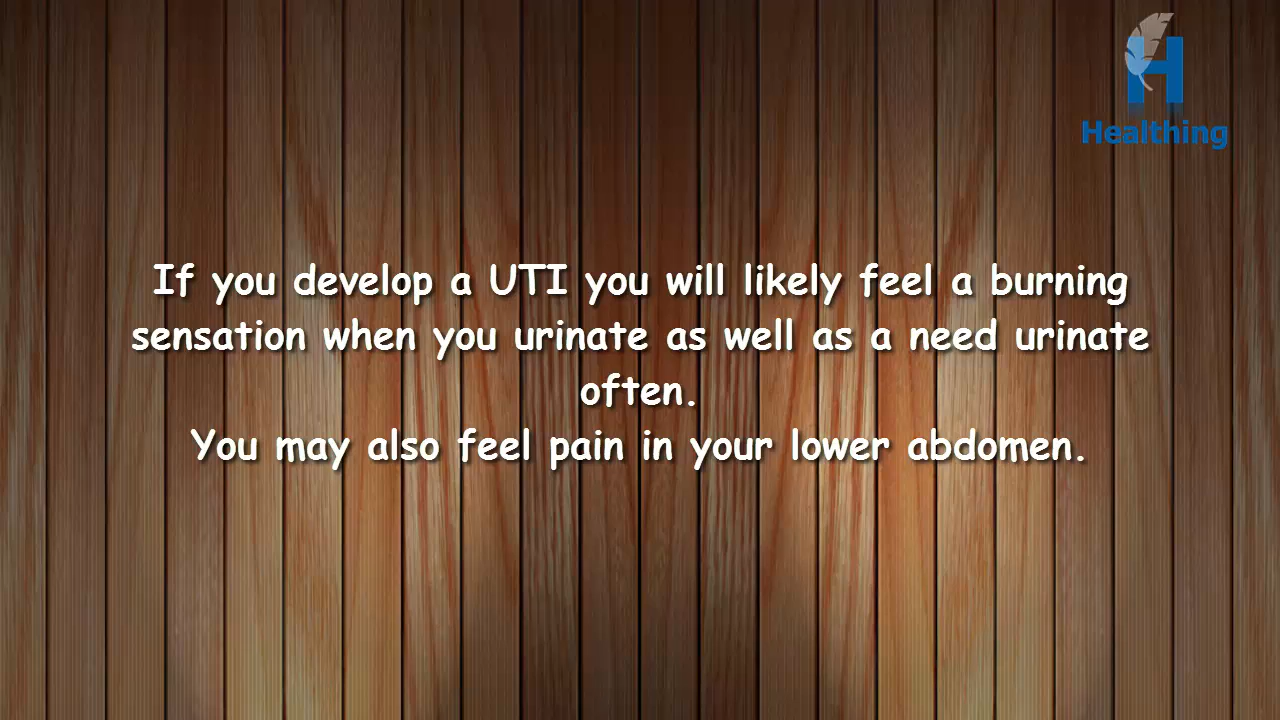 H
Healthing
If you develop a UTI you will likely feel a burning
sensation when you urinate as well as a need urinate
often.
You may also feel pain in your lower abdomen.